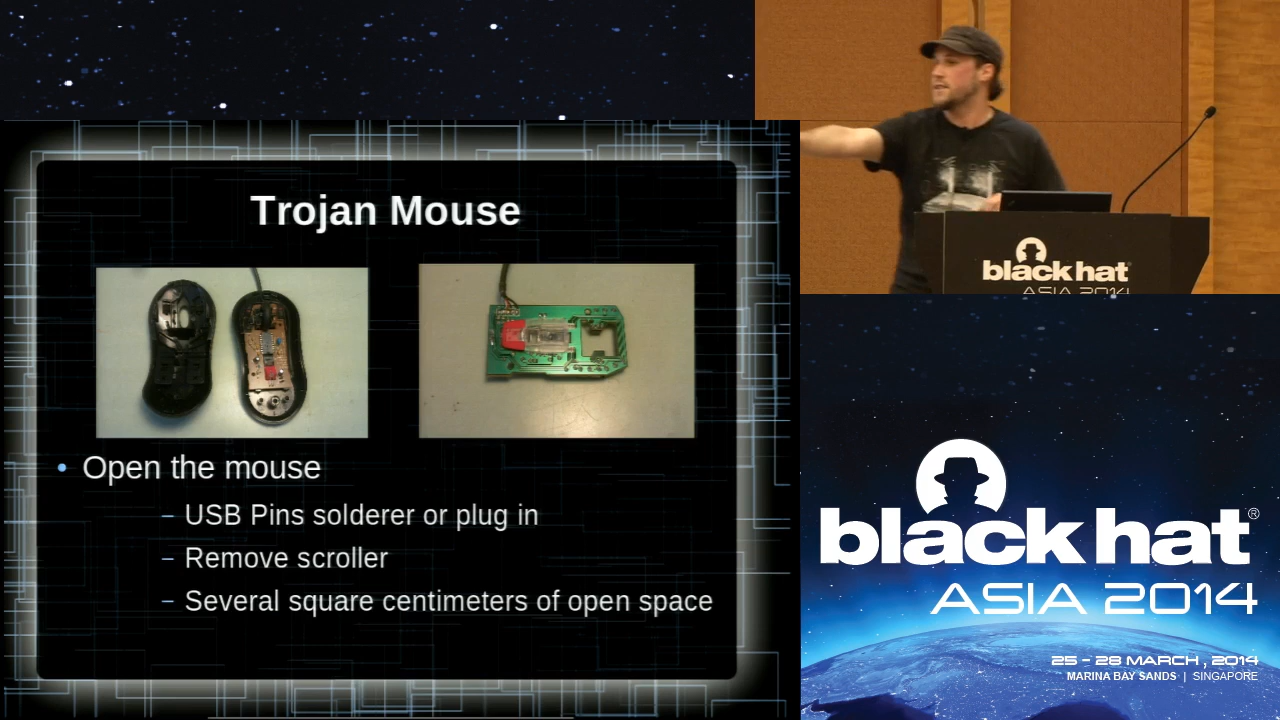 Trojan Mouse
• Open the mouse
– USB Pins solderer or plug in
– Remove scroller
– Several square centimeters of open space
black hat
ASIA 2014
black hat®
ASIA 2014
25 - 28 MARCH, 2014
MARINA BAY SANDS | SINGAPORE